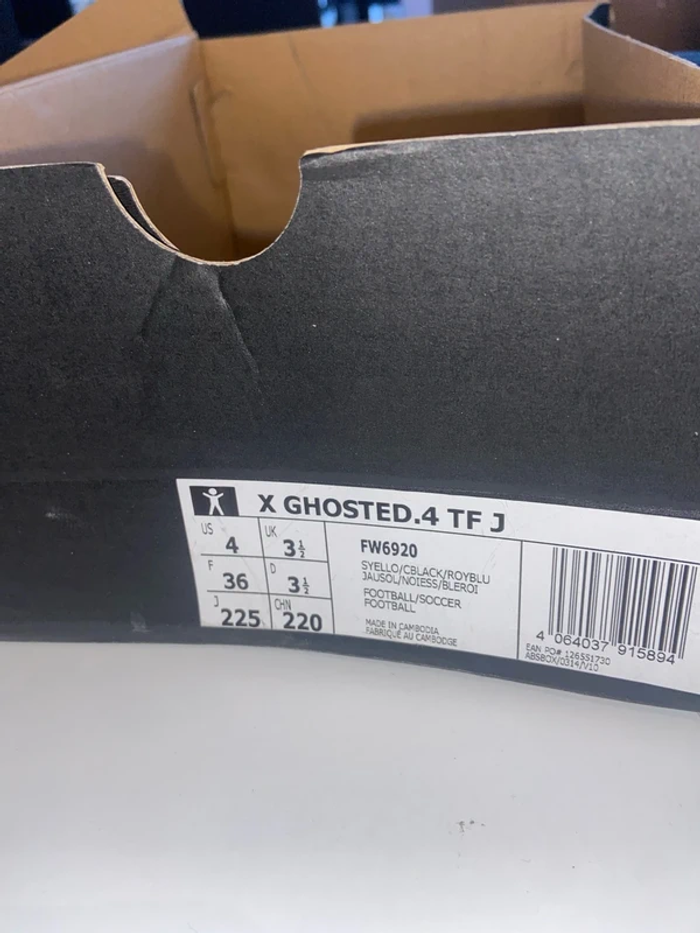 X GHOSTED.4 TF J
US 4 UK 3½
F 36 D 3½
J 225 CHN 220
FW6920
SYELLO/CBLACK/ROYBLU
JAUSOL/NOIESS/BLEROI
FOOTBALL/SOCCER
FOOTBALL
MADE IN CAMBODIA
FABRIQUÉ AU CAMBODGE
4 064037 915894
EAN PO# 126551730
ABSBOX/0314/V10